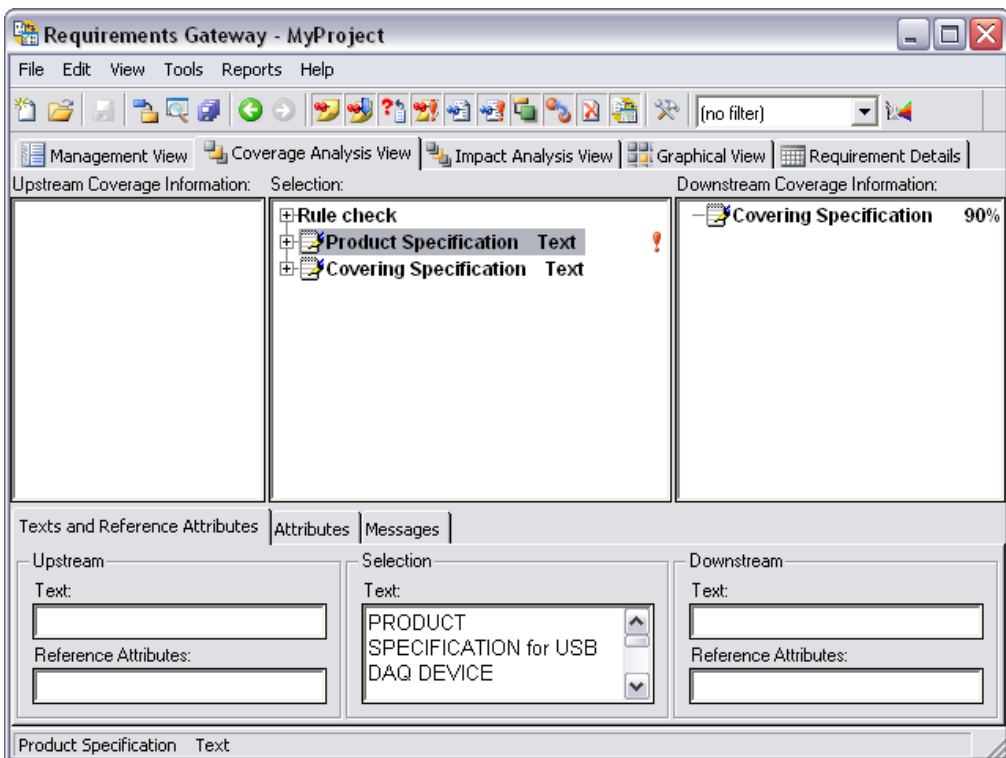 Requirements Gateway - MyProject
File Edit View Tools Reports Help
(no filter)
Management View Coverage Analysis View Impact Analysis View Graphical View Requirement Details
Upstream Coverage Information: Selection: Downstream Coverage Information:
Rule check Covering Specification 90%
Product Specification Text
Covering Specification Text
Texts and Reference Attributes Attributes Messages
Upstream Selection Downstream
Text: Text: Text:
PRODUCT
SPECIFICATION for USB
DAQ DEVICE
Reference Attributes: Reference Attributes:
Product Specification Text